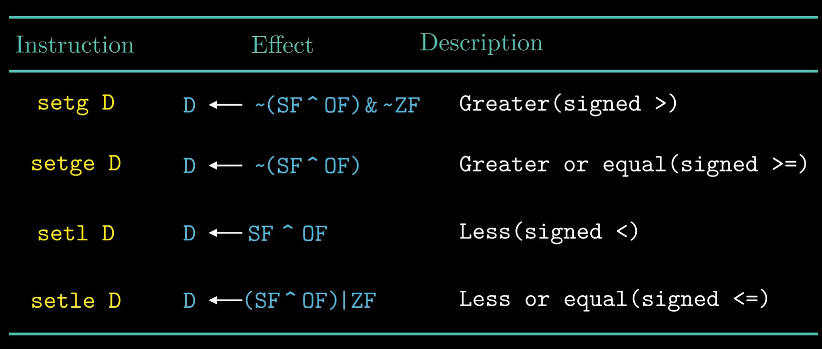 Instruction Effect Description
setg D D ← ~(SF^OF)&~ZF Greater(signed >)
setge D D ← ~(SF^OF) Greater or equal(signed >=)
setl D D ← SF ^ OF Less(signed <)
setle D D ← (SF^OF)|ZF Less or equal(signed <=)